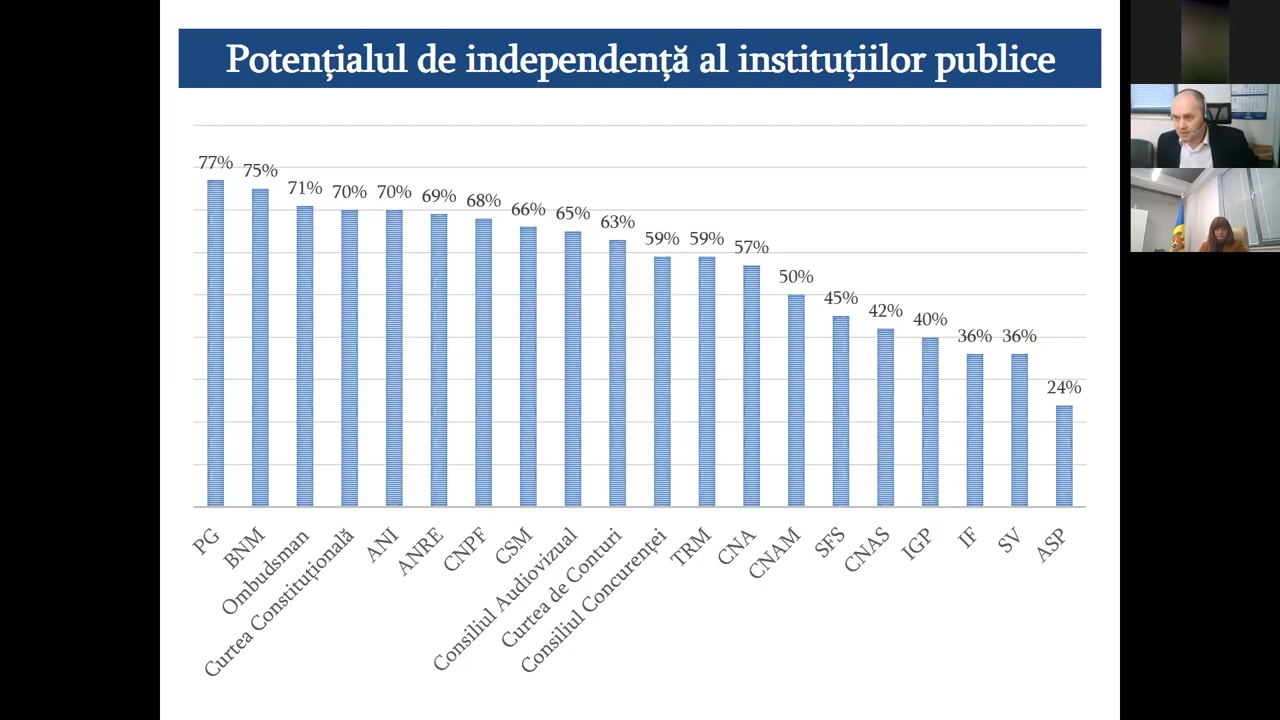 Potențialul de independență al instituțiilor publice
77%
75%
71%
70%
70%
69%
68%
66%
65%
63%
59%
59%
57%
50%
45%
42%
40%
36%
36%
24%
PG
BNM
Ombudsman
Curtea Constituțională
ANI
ANRE
CNPF
CSM
Consiliul Audiovizual
Curtea de Conturi
Consiliul Concurenței
TRM
CNA
CNAM
SFS
CNAS
IGP
IF
SV
ASP